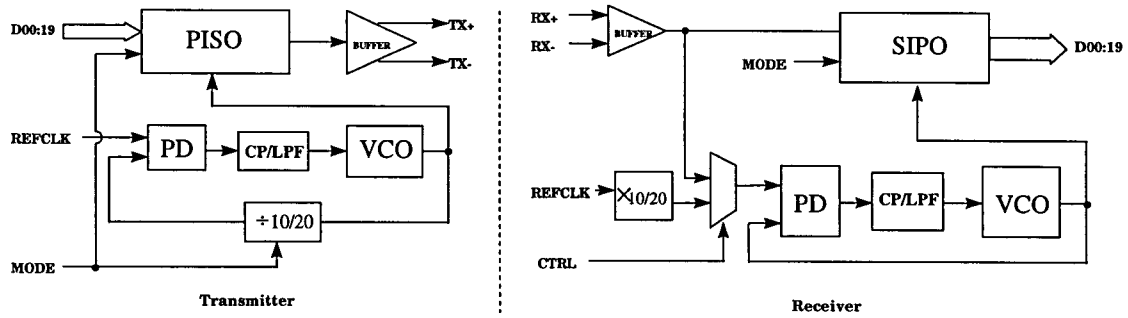 D00:19
PISO
BUFFER
TX+
TX-
REFCLK
PD
CP/LPF
VCO
÷10/20
MODE
Transmitter
RX+
RX-
BUFFER
MODE
SIPO
D00:19
REFCLK
×10/20
PD
CP/LPF
VCO
CTRL
Receiver